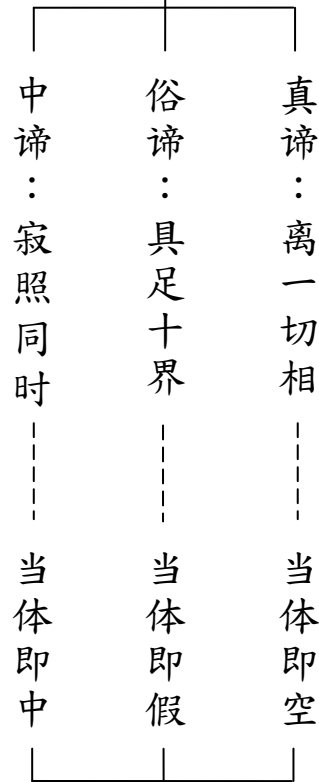 真谛：离一切相
当体即空
俗谛：具足十界
当体即假
中谛：寂照同时
当体即中